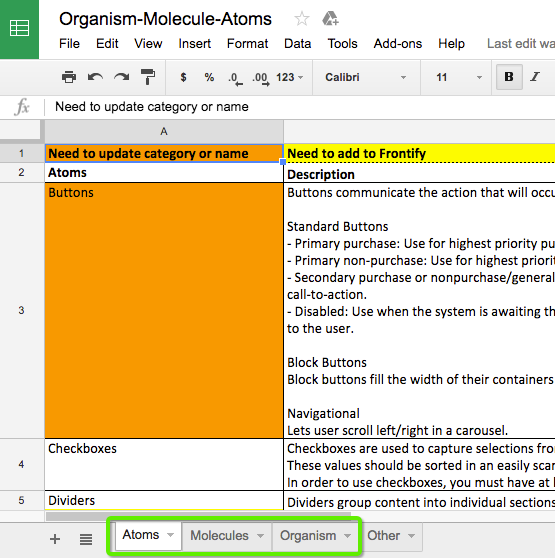 Organism-Molecule-Atoms
File Edit View Insert Format Data Tools Add-ons Help Last edit wa
$ % .0 .00 123 Calibri 11 B I
fx Need to update category or name
A
1 Need to update category or name Need to add to Frontify
2 Atoms Description
Buttons Buttons communicate the action that will occu
Standard Buttons
- Primary purchase: Use for highest priority pu
- Primary non-purchase: Use for highest priorit
- Secondary purchase or nonpurchase/general
call-to-action.
3 - Disabled: Use when the system is awaiting th
to the user.
Block Buttons
Block buttons fill the width of their containers
Navigational
Lets user scroll left/right in a carousel.
Checkboxes Checkboxes are used to capture selections fro
4 These values should be sorted in an easily scar
In order to use checkboxes, you must have at l
5 Dividers Dividers group content into individual sections
+ Atoms Molecules Organism Other